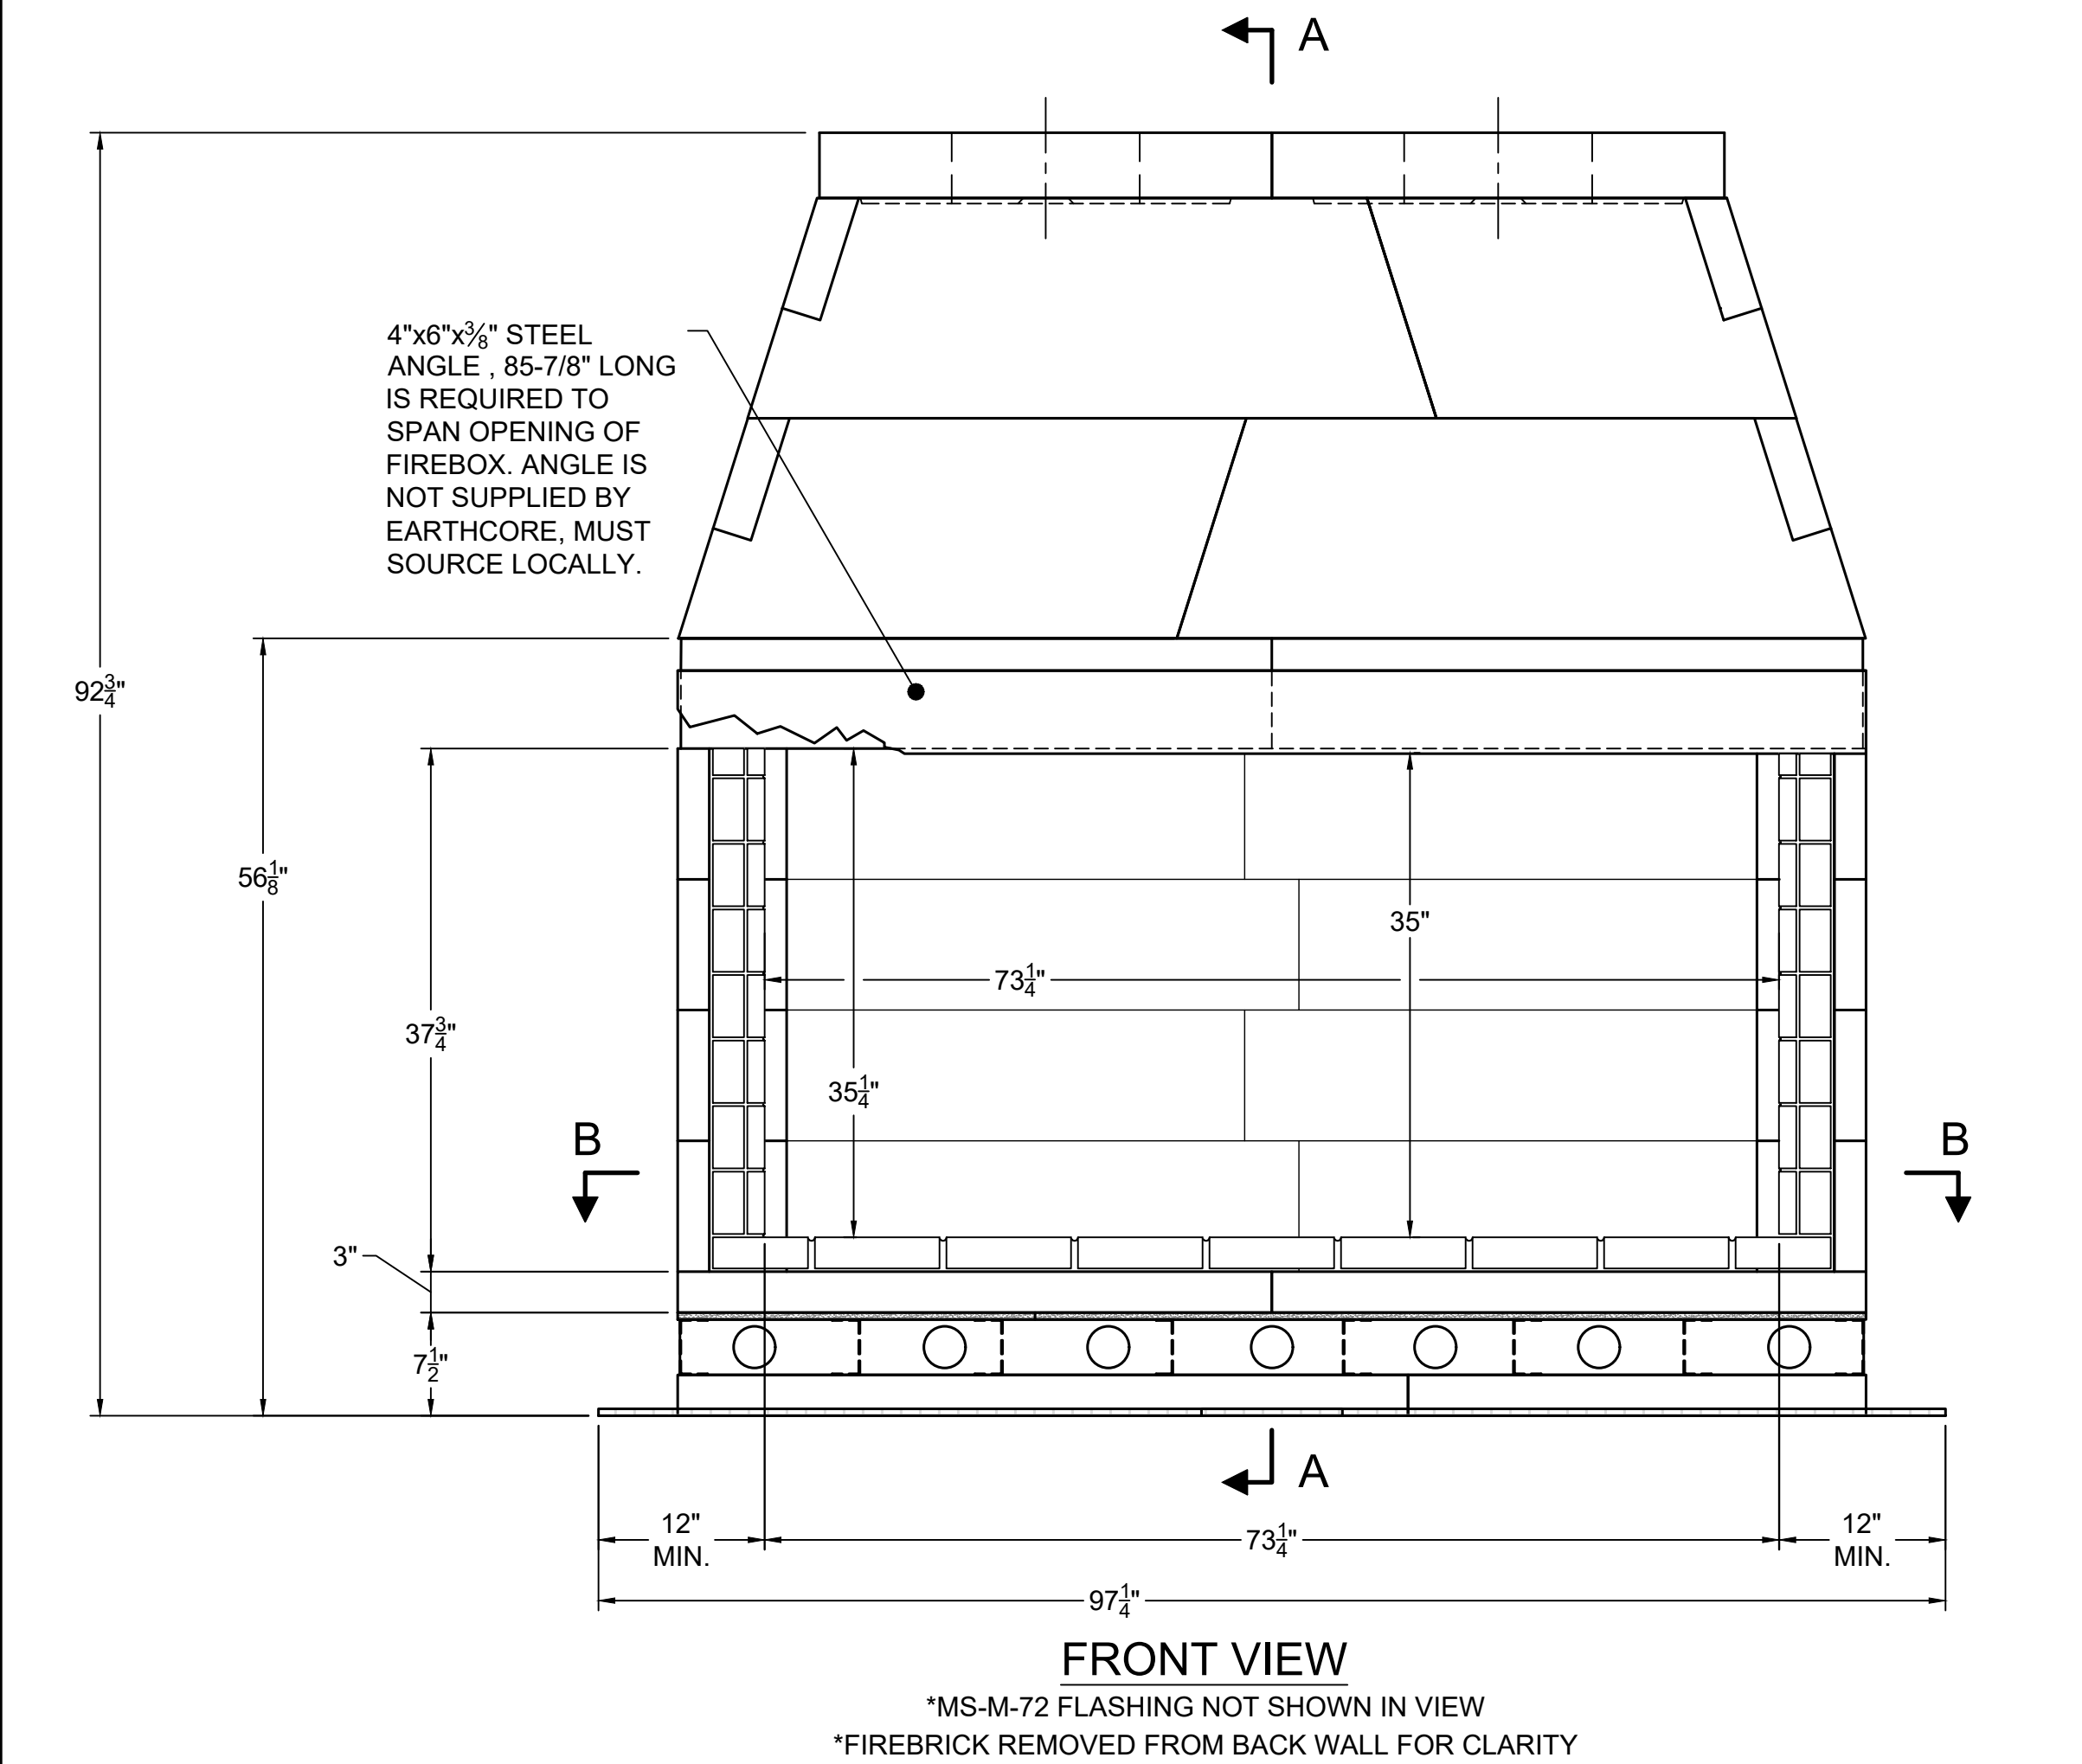 A
4"x6"x3/8" STEEL
ANGLE , 85-7/8" LONG
IS REQUIRED TO
SPAN OPENING OF
FIREBOX. ANGLE IS
NOT SUPPLIED BY
EARTHCORE, MUST
SOURCE LOCALLY.
92 3/4"
56 1/8"
35"
73 1/4"
37 3/4"
35 1/4"
B
B
3"
7 1/2"
A
12"
MIN.
73 1/4"
12"
MIN.
97 1/4"
FRONT VIEW
*MS-M-72 FLASHING NOT SHOWN IN VIEW
*FIREBRICK REMOVED FROM BACK WALL FOR CLARITY